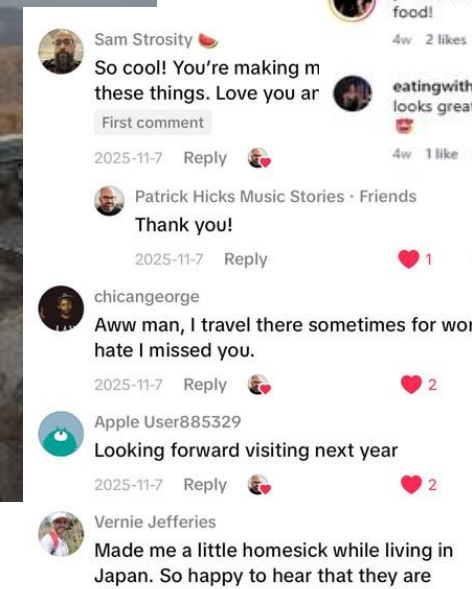 food!
4w 2 likes
eatingwith
looks great
4w 1 like
Sam Strosity 🍉
So cool! You're making m
these things. Love you an
First comment
2025-11-7 Reply
Patrick Hicks Music Stories · Friends
Thank you!
2025-11-7 Reply
1
chicangeorge
Aww man, I travel there sometimes for wor
hate I missed you.
2025-11-7 Reply
2
Apple User885329
Looking forward visiting next year
2025-11-7 Reply
2
Vernie Jefferies
Made me a little homesick while living in
Japan. So happy to hear that they are